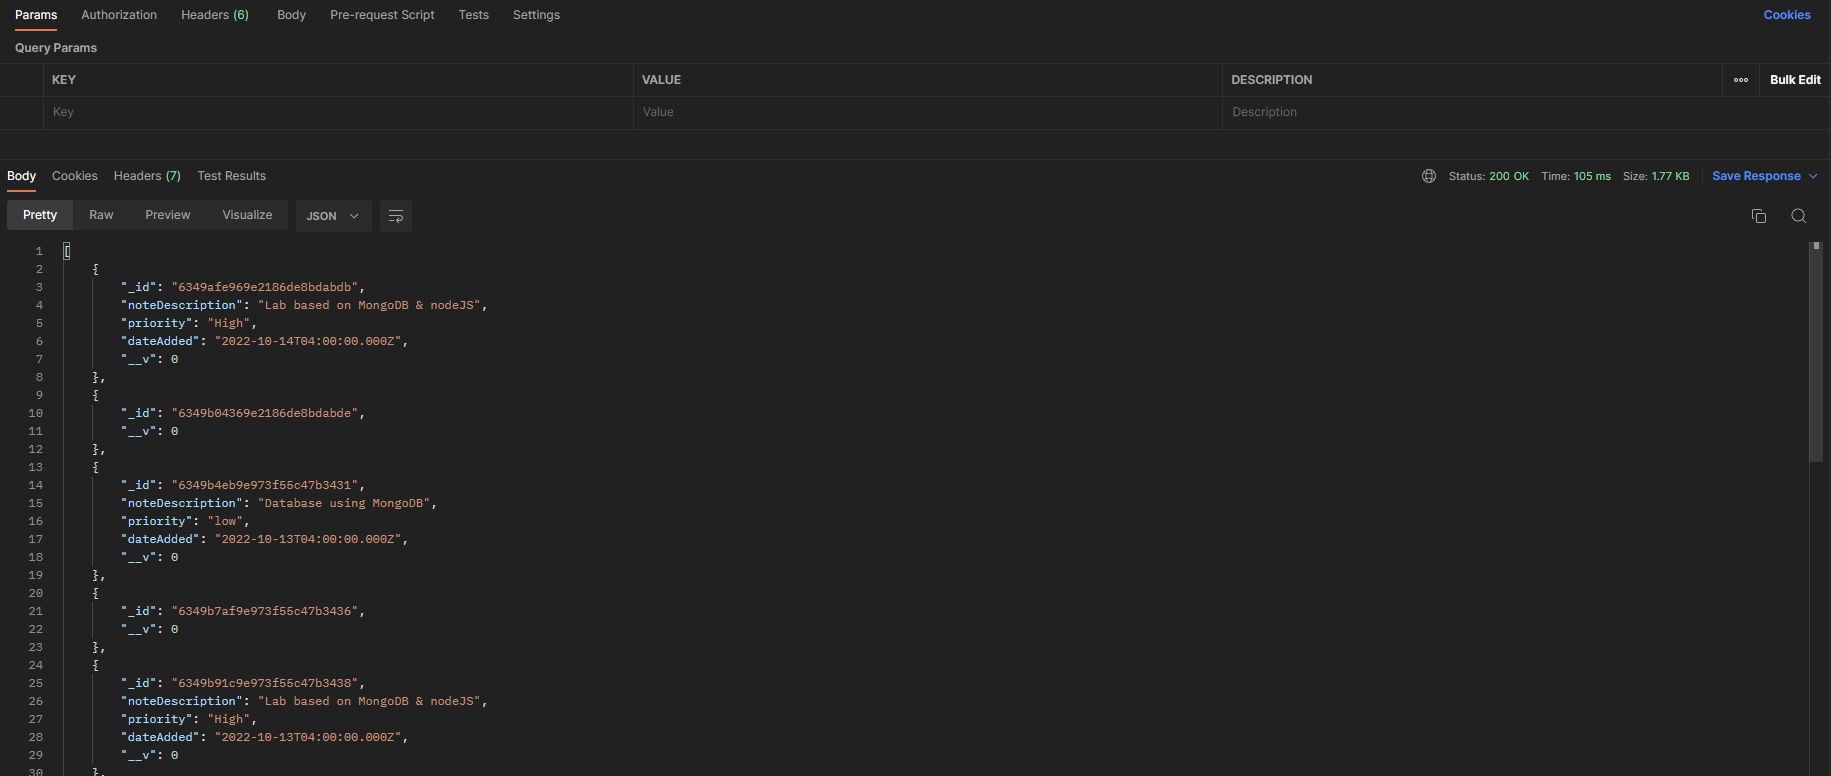 Params Authorization Headers (6) Body Pre-request Script Tests Settings Cookies
Query Params
KEY VALUE DESCRIPTION ooo Bulk Edit
Key Value Description
Body Cookies Headers (7) Test Results Status: 200 OK Time: 105 ms Size: 1.77 KB Save Response
Pretty Raw Preview Visualize JSON
1 [
2 {
3 "_id": "6349afe969e2186de8bdabdb",
4 "noteDescription": "Lab based on MongoDB & nodeJS",
5 "priority": "High",
6 "dateAdded": "2022-10-14T04:00:00.000Z",
7 "__v": 0
8 },
9 {
10 "_id": "6349b04369e2186de8bdabde",
11 "__v": 0
12 },
13 {
14 "_id": "6349b4eb9e973f55c47b3431",
15 "noteDescription": "Database using MongoDB",
16 "priority": "low",
17 "dateAdded": "2022-10-13T04:00:00.000Z",
18 "__v": 0
19 },
20 {
21 "_id": "6349b7af9e973f55c47b3436",
22 "__v": 0
23 },
24 {
25 "_id": "6349b91c9e973f55c47b3438",
26 "noteDescription": "Lab based on MongoDB & nodeJS",
27 "priority": "High",
28 "dateAdded": "2022-10-13T04:00:00.000Z",
29 "__v": 0
30 },